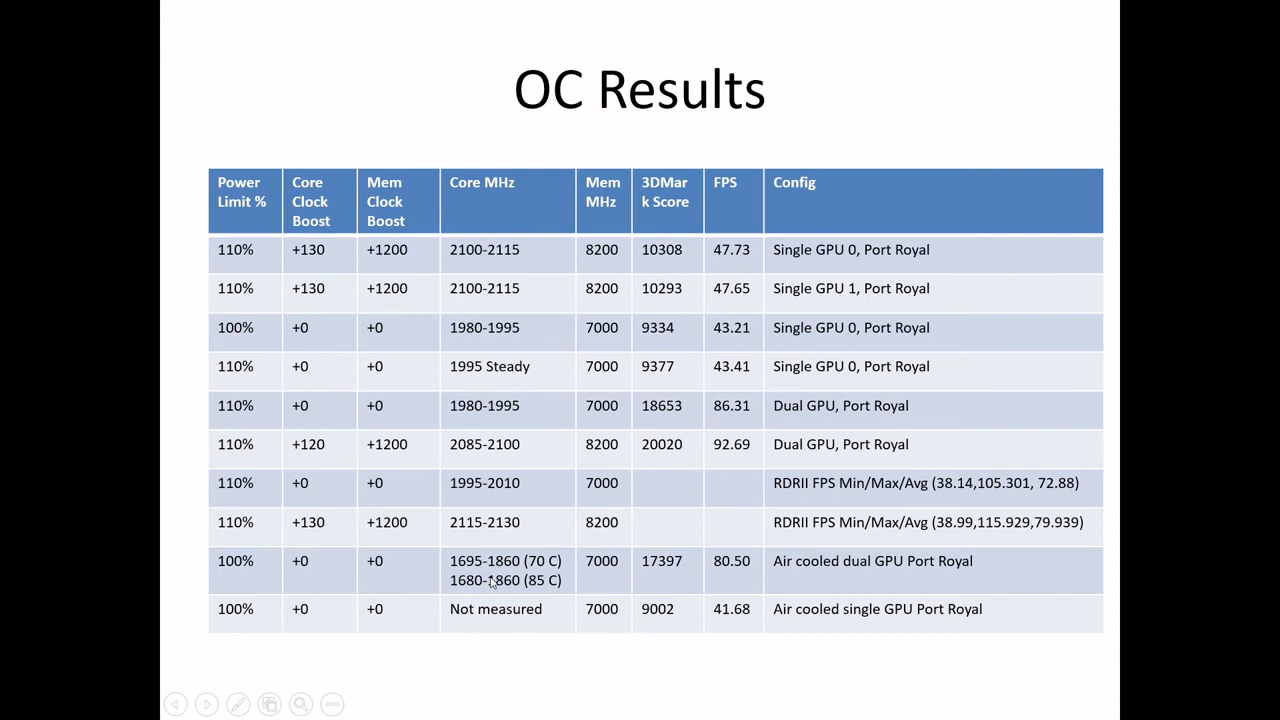 OC Results
Power Limit % Core Clock Boost Mem Clock Boost Core MHz Mem MHz 3DMark Score FPS Config
110% +130 +1200 2100-2115 8200 10308 47.73 Single GPU 0, Port Royal
110% +130 +1200 2100-2115 8200 10293 47.65 Single GPU 1, Port Royal
100% +0 +0 1980-1995 7000 9334 43.21 Single GPU 0, Port Royal
110% +0 +0 1995 Steady 7000 9377 43.41 Single GPU 0, Port Royal
110% +0 +0 1980-1995 7000 18653 86.31 Dual GPU, Port Royal
110% +120 +1200 2085-2100 8200 20020 92.69 Dual GPU, Port Royal
110% +0 +0 1995-2010 7000 RDRII FPS Min/Max/Avg (38.14,105.301, 72.88)
110% +130 +1200 2115-2130 8200 RDRII FPS Min/Max/Avg (38.99,115.929,79.939)
100% +0 +0 1695-1860 (70 C) 7000 17397 80.50 Air cooled dual GPU Port Royal
1680-1860 (85 C)
100% +0 +0 Not measured 7000 9002 41.68 Air cooled single GPU Port Royal